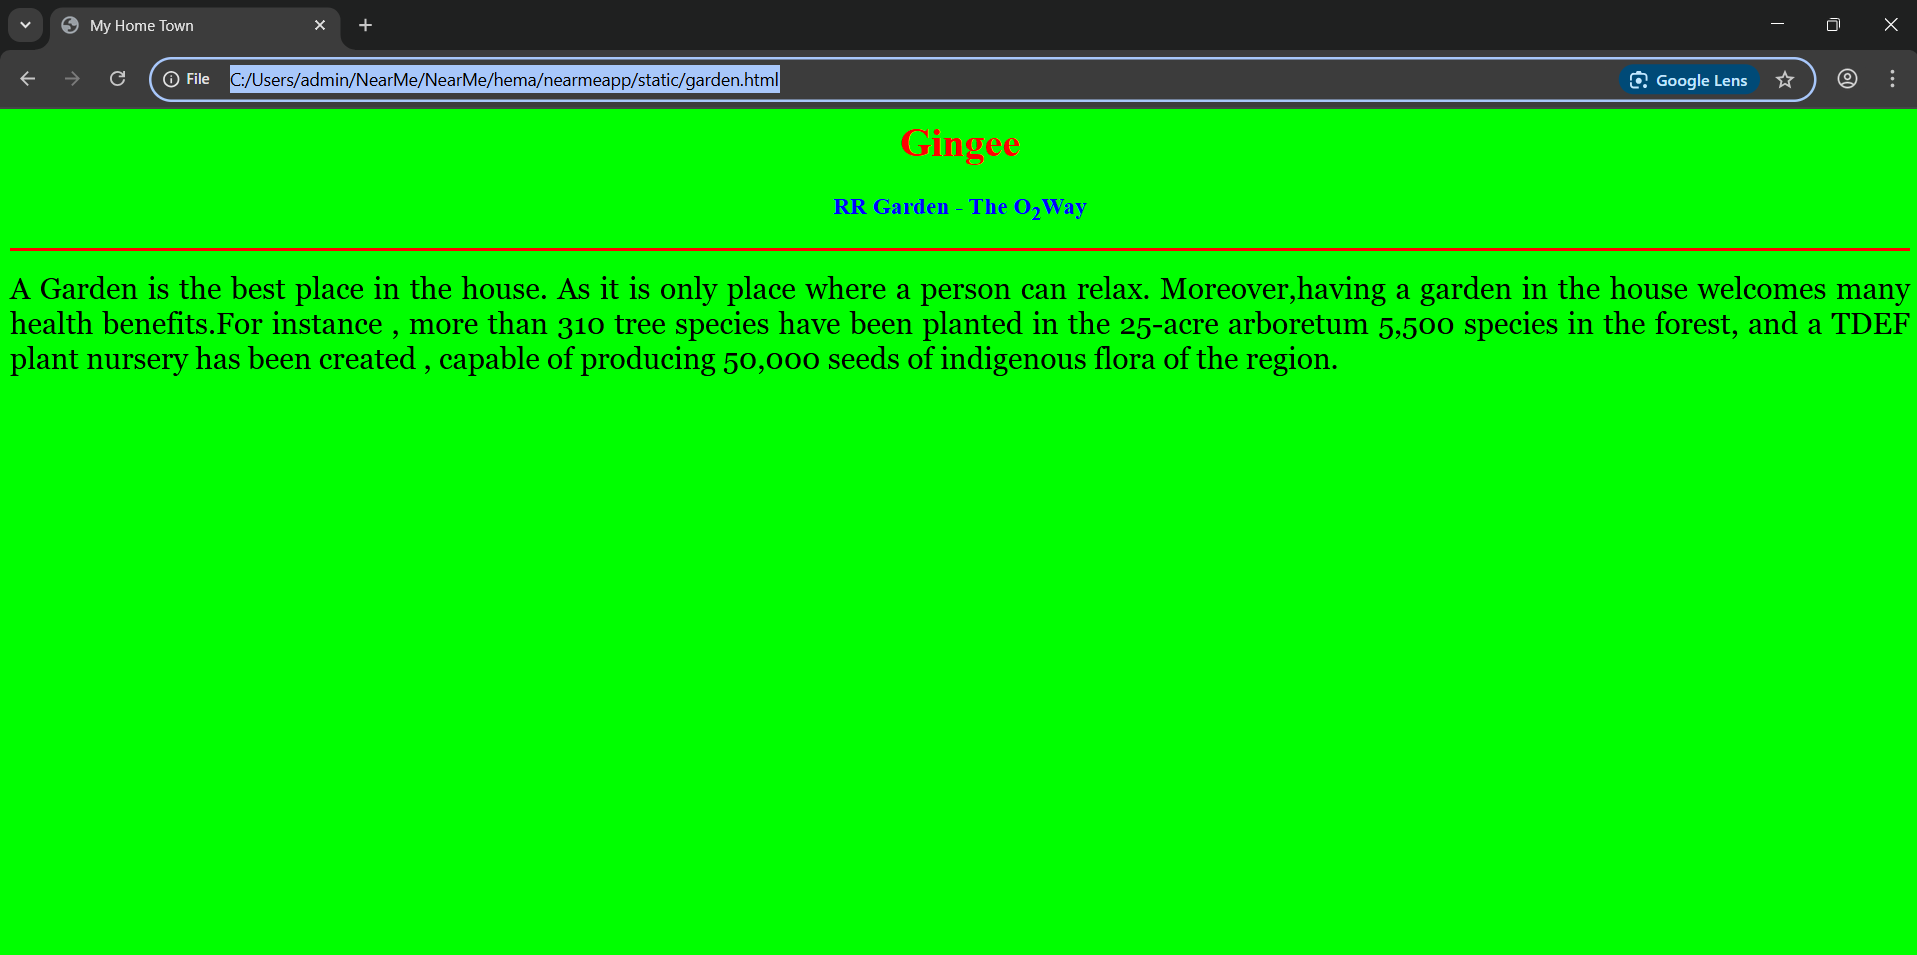 My Home Town
File C:/Users/admin/NearMe/NearMe/hema/nearmeapp/static/garden.html Google Lens
Gingee
RR Garden - The O₂Way
A Garden is the best place in the house. As it is only place where a person can relax. Moreover,having a garden in the house welcomes many
health benefits.For instance , more than 310 tree species have been planted in the 25-acre arboretum 5,500 species in the forest, and a TDEF
plant nursery has been created , capable of producing 50,000 seeds of indigenous flora of the region.